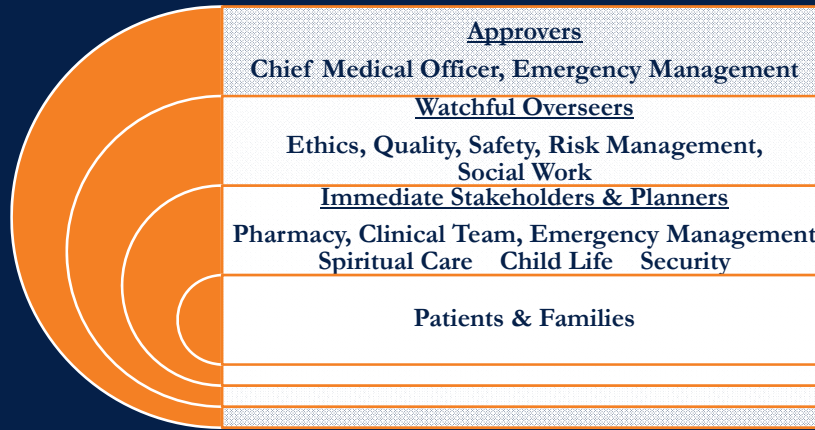 Approvers
Chief Medical Officer, Emergency Management
Watchful Overseers
Ethics, Quality, Safety, Risk Management,
Social Work
Immediate Stakeholders & Planners
Pharmacy, Clinical Team, Emergency Management
Spiritual Care Child Life Security
Patients & Families